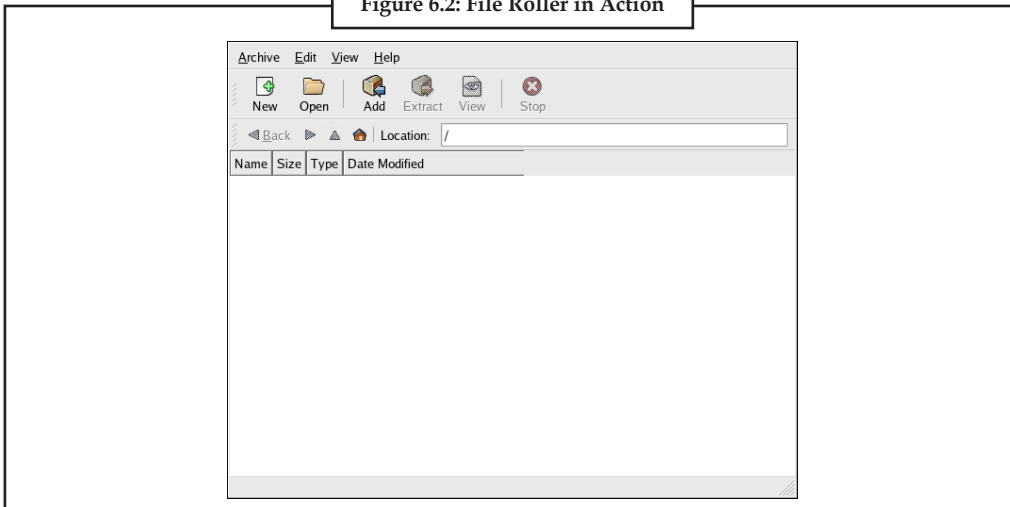 Figure 6.2: File Roller in Action
Archive Edit View Help
New Open Add Extract View Stop
Back Location: /
Name Size Type Date Modified